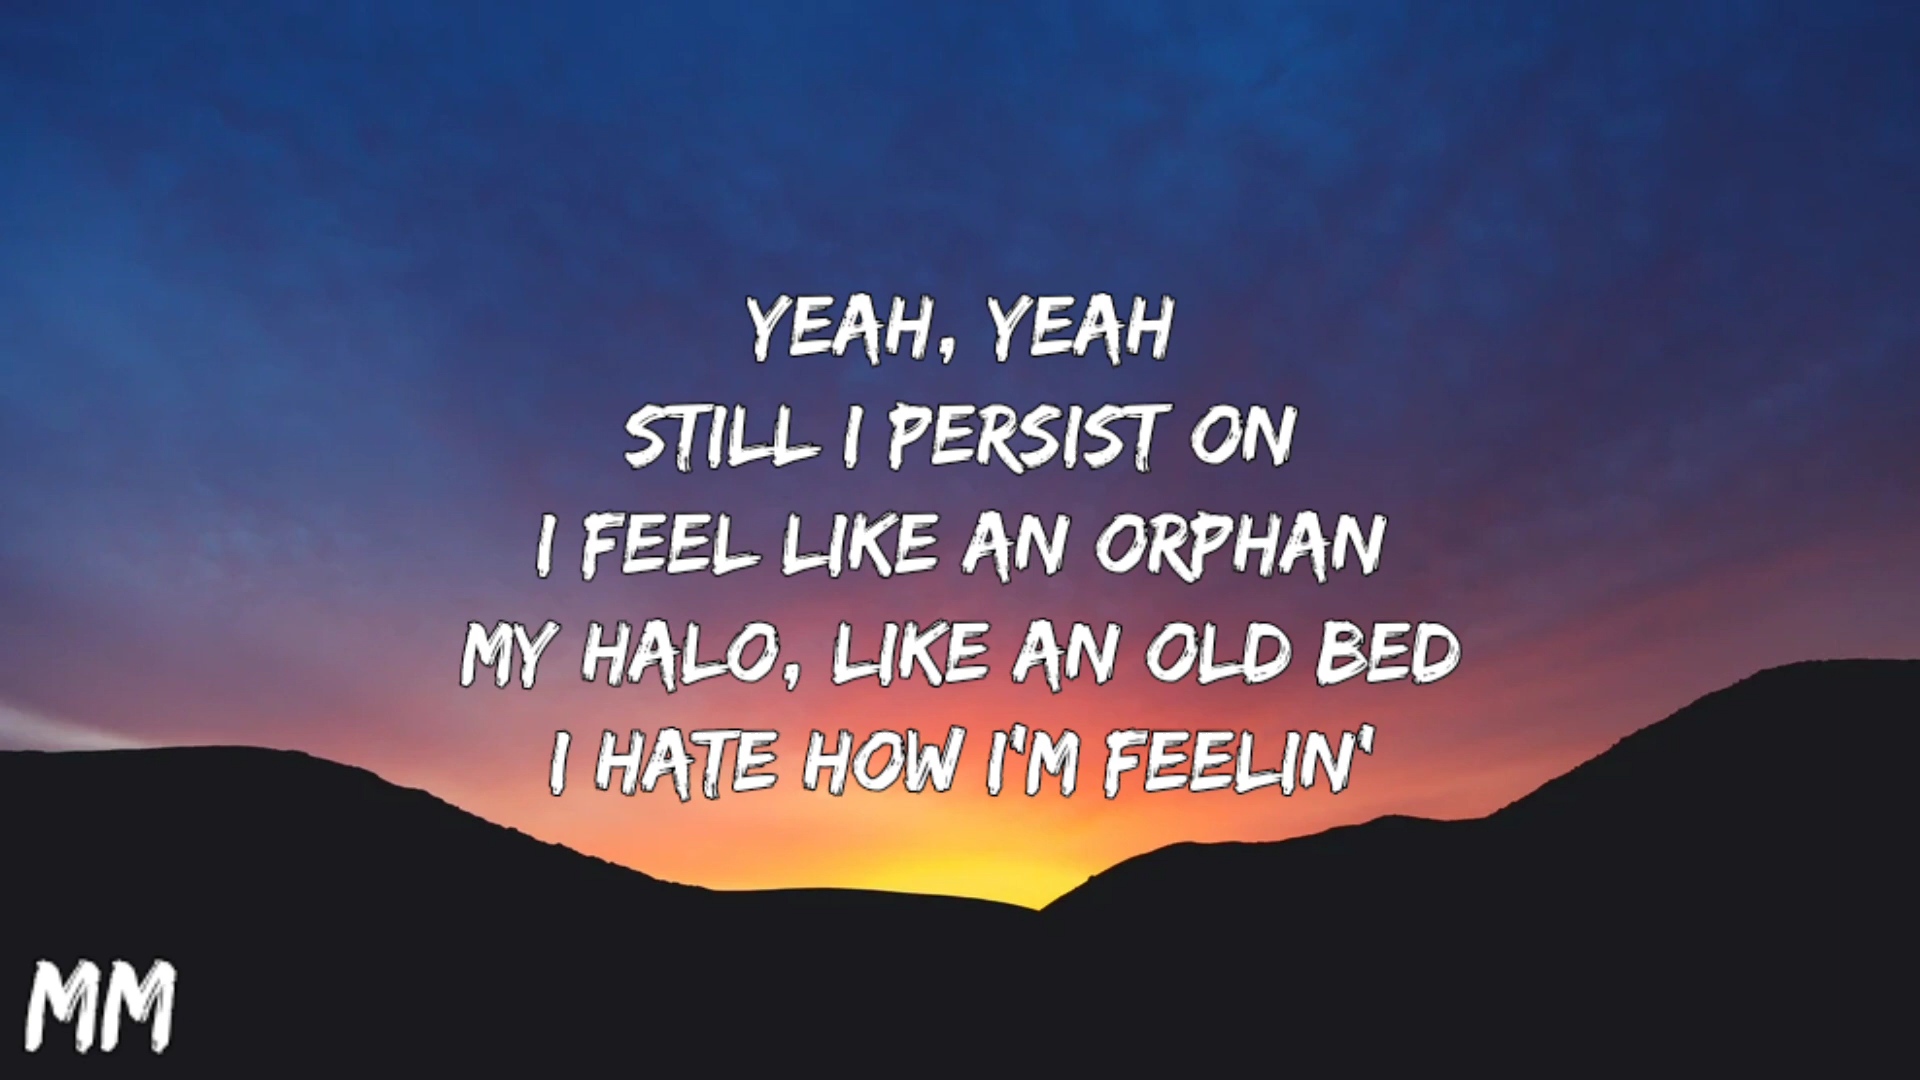 YEAH, YEAH
STILL I PERSIST ON
I FEEL LIKE AN ORPHAN
MY HALO, LIKE AN OLD BED
I HATE HOW I'M FEELIN'
MM